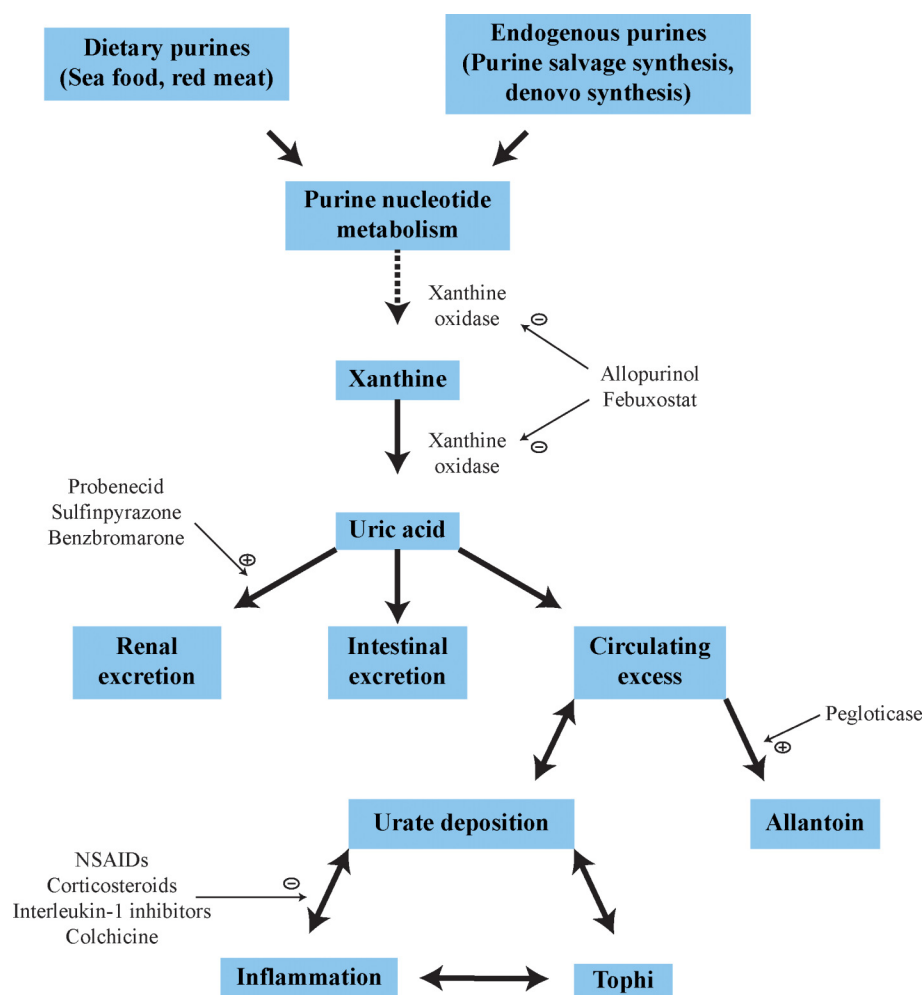 Dietary purines
(Sea food, red meat)
Endogenous purines
(Purine salvage synthesis,
denovo synthesis)
Purine nucleotide
metabolism
Xanthine
oxidase
⊖
Allopurinol
Febuxostat
Xanthine
Xanthine
oxidase
⊖
Probenecid
Sulfinpyrazone
Benzbromarone
⊕
Uric acid
Renal
excretion
Intestinal
excretion
Circulating
excess
Pegloticase
⊕
Urate deposition
Allantoin
NSAIDs
Corticosteroids
Interleukin-1 inhibitors
Colchicine
⊖
Inflammation
Tophi